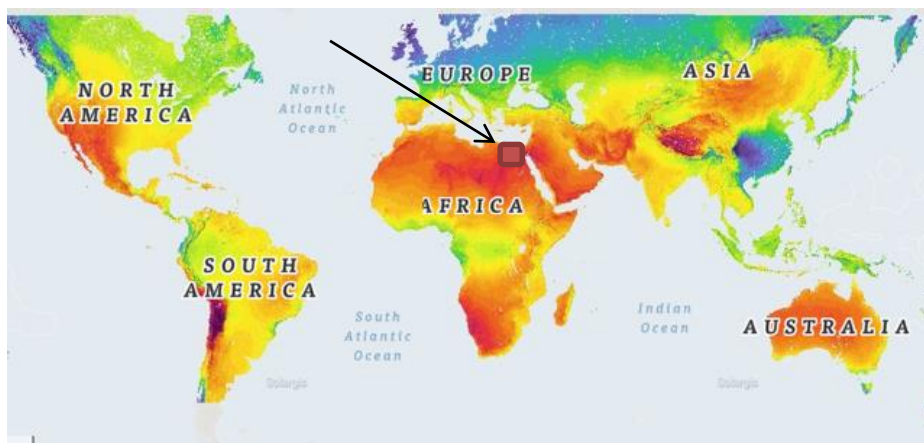 NORTH
AMERICA
North
Atlantic
Ocean
EUROPE
ASIA
AFRICA
SOUTH
AMERICA
South
Atlantic
Ocean
Indian
Ocean
AUSTRALIA
Solargis
Solargis